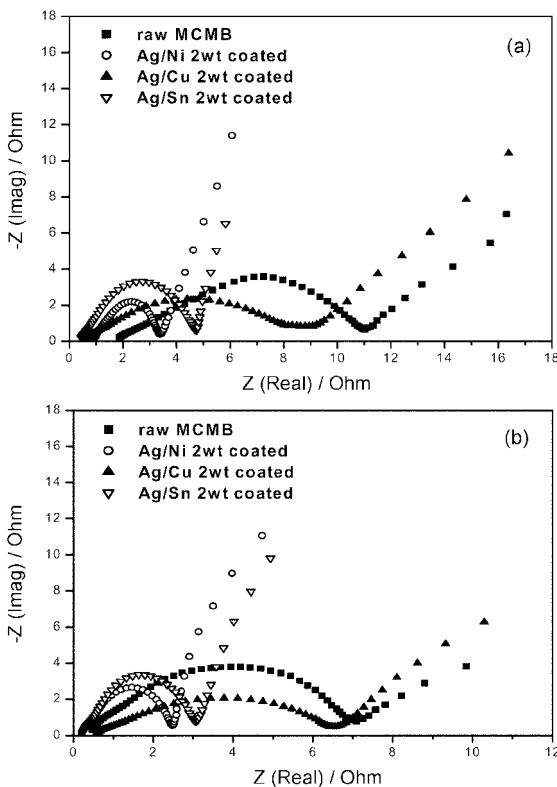 18
16
14
12
10
8
6
4
2
0
-Z (Imag) / Ohm
raw MCMB
Ag/Ni 2wt coated
Ag/Cu 2wt coated
Ag/Sn 2wt coated
(a)
0 2 4 6 8 10 12 14 16 18
Z (Real) / Ohm
18
16
14
12
10
8
6
4
2
0
-Z (Imag) / Ohm
raw MCMB
Ag/Ni 2wt coated
Ag/Cu 2wt coated
Ag/Sn 2wt coated
(b)
0 2 4 6 8 10 12
Z (Real) / Ohm